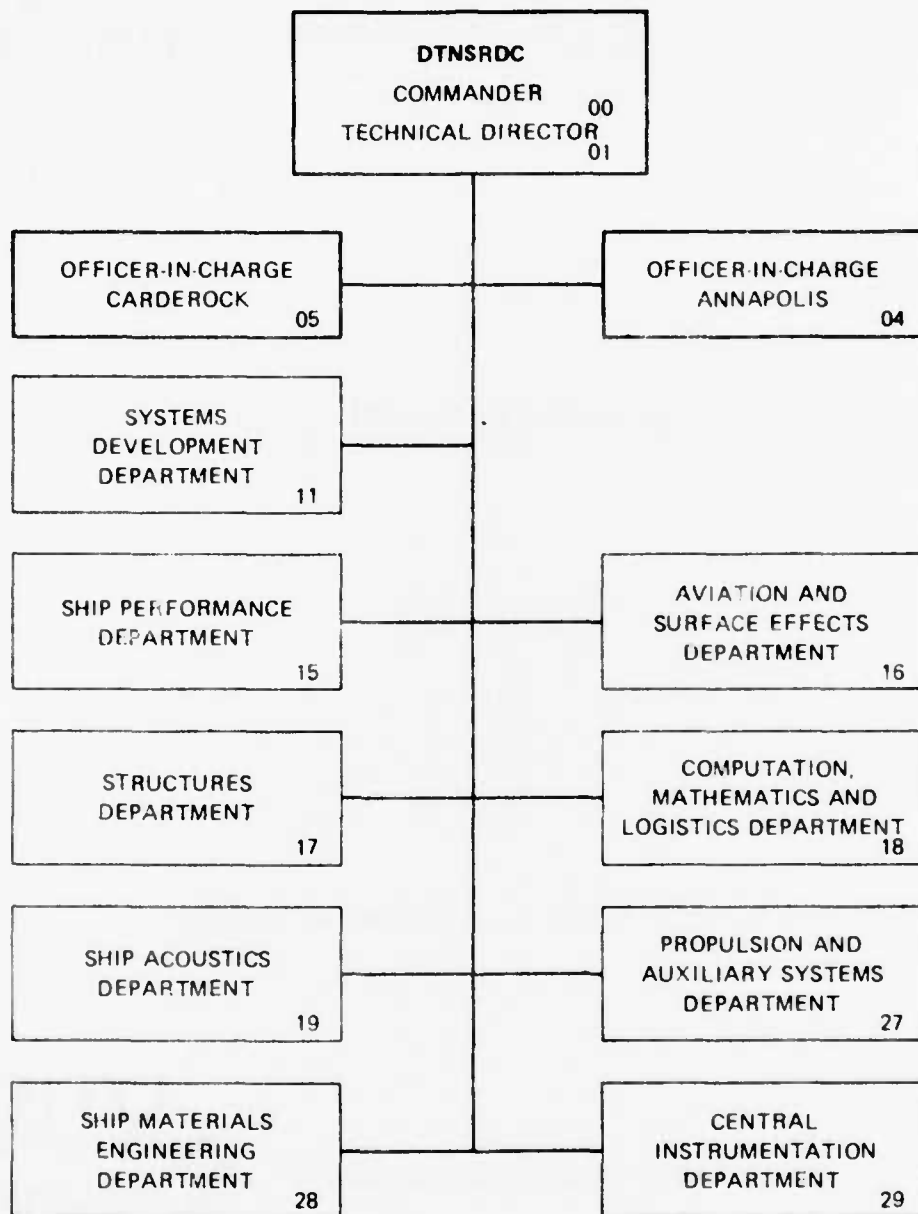 DTNSRDC
COMMANDER 00
TECHNICAL DIRECTOR 01
OFFICER-IN-CHARGE
CARDEROCK
05
OFFICER-IN-CHARGE
ANNAPOLIS
04
SYSTEMS
DEVELOPMENT
DEPARTMENT
11
SHIP PERFORMANCE
DEPARTMENT
15
AVIATION AND
SURFACE EFFECTS
DEPARTMENT
16
STRUCTURES
DEPARTMENT
17
COMPUTATION,
MATHEMATICS AND
LOGISTICS DEPARTMENT
18
SHIP ACOUSTICS
DEPARTMENT
19
PROPULSION AND
AUXILIARY SYSTEMS
DEPARTMENT
27
SHIP MATERIALS
ENGINEERING
DEPARTMENT
28
CENTRAL
INSTRUMENTATION
DEPARTMENT
29